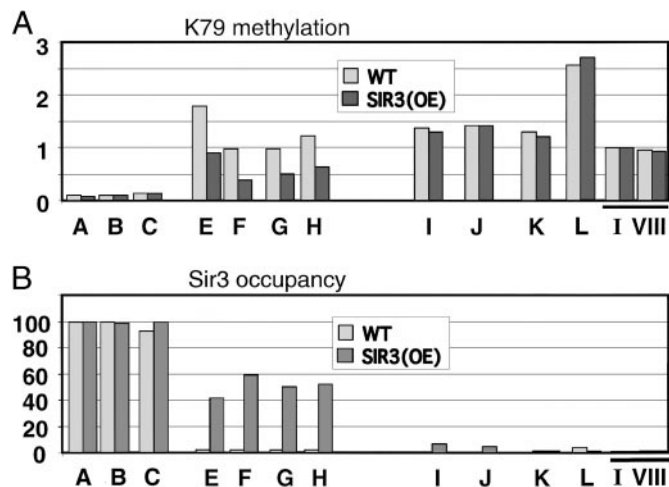 A K79 methylation
3
WT
SIR3(OE)
2
1
0
A B C E F G H I J K L I VIII
B Sir3 occupancy
100
WT
80
SIR3(OE)
60
40
20
0
A B C E F G H I J K L I VIII